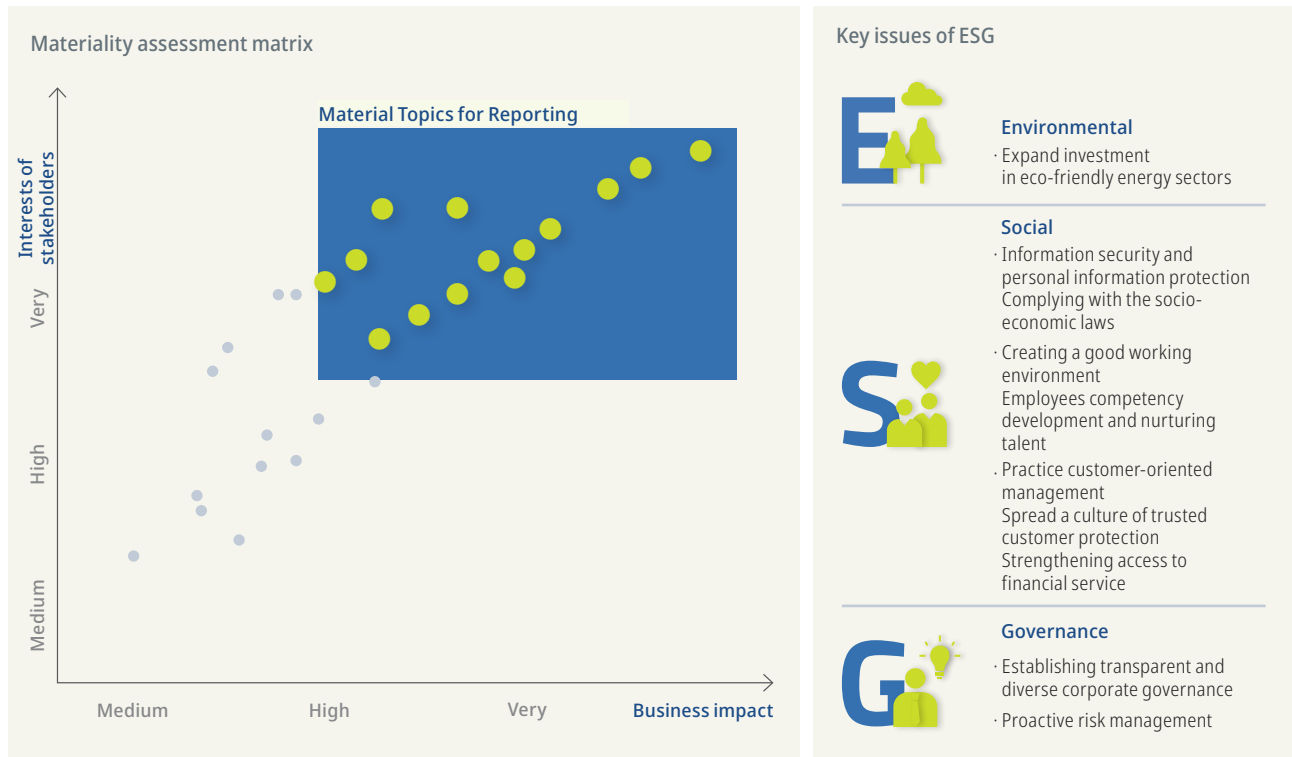 Materiality assessment matrix
Material Topics for Reporting
Interests of
stakeholders
Very
High
Medium
Medium
High
Very
Business impact
Key issues of ESG
E
Environmental
· Expand investment
in eco-friendly energy sectors
S
Social
· Information security and
personal information protection
Complying with the socio-
economic laws
· Creating a good working
environment
Employees competency
development and nurturing
talent
· Practice customer-oriented
management
Spread a culture of trusted
customer protection
Strengthening access to
financial service
G
Governance
· Establishing transparent and
diverse corporate governance
· Proactive risk management